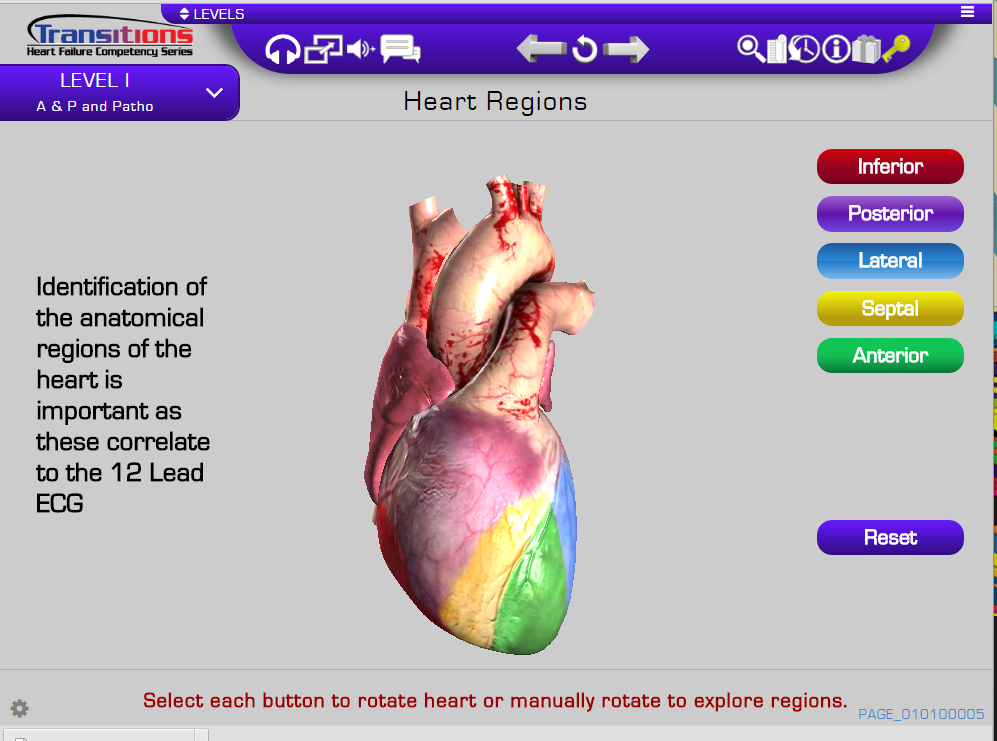 LEVELS
Transitions
Heart Failure Competency Series
LEVEL I
A & P and Patho
Heart Regions
Identification of
the anatomical
regions of the
heart is
important as
these correlate
to the 12 Lead
ECG
Inferior
Posterior
Lateral
Septal
Anterior
Reset
Select each button to rotate heart or manually rotate to explore regions.
PAGE_010100005